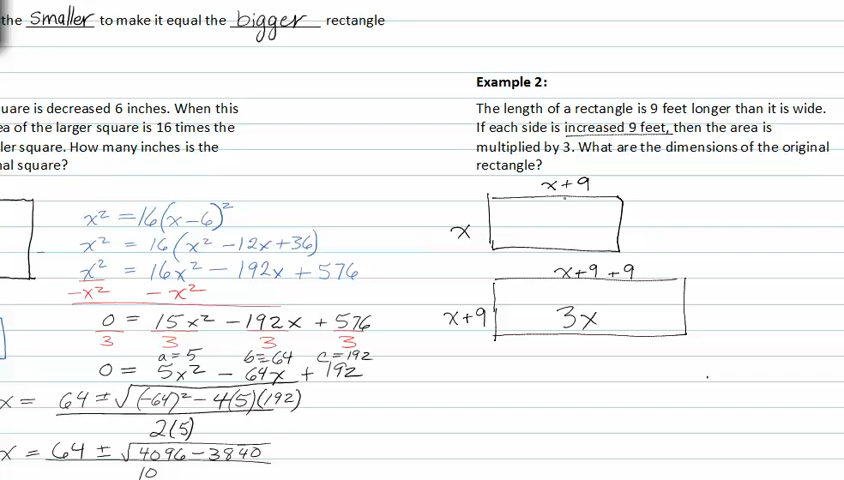 the smaller to make it equal the bigger rectangle
uare is decreased 6 inches. When this
ea of the larger square is 16 times the
ler square. How many inches is the
nal square?
x² = 16(x-6)²
x² = 16(x² - 12x + 36)
x² = 16x² - 192x + 576
-x² - x²
0 = 15x² - 192x + 576
3 3 3 3
a = 5 b = 64 c = 192
0 = 5x² - 64x + 192
x = 64 ± √(-64)² - 4(5)(192)
2(5)
x = 64 ± √4096 - 3840
10
Example 2:
The length of a rectangle is 9 feet longer than it is wide.
If each side is increased 9 feet, then the area is
multiplied by 3. What are the dimensions of the original
rectangle?
x+9
x
x+9+9
x+9 3x